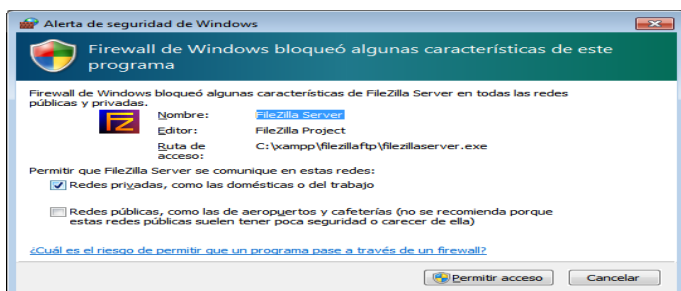 Alerta de seguridad de Windows
Firewall de Windows bloqueó algunas características de este
programa
Firewall de Windows bloqueó algunas características de FileZilla Server en todas las redes
públicas y privadas.
FZ
Nombre: FileZilla Server
Editor: FileZilla Project
Ruta de acceso: C:\xampp\filezillaftp\filezillaserver.exe
Permitir que FileZilla Server se comunique en estas redes:
Redes privadas, como las domésticas o del trabajo
Redes públicas, como las de aeropuertos y cafeterías (no se recomienda porque
estas redes públicas suelen tener poca seguridad o carecer de ella)
¿Cuál es el riesgo de permitir que un programa pase a través de un firewall?
Permitir acceso Cancelar